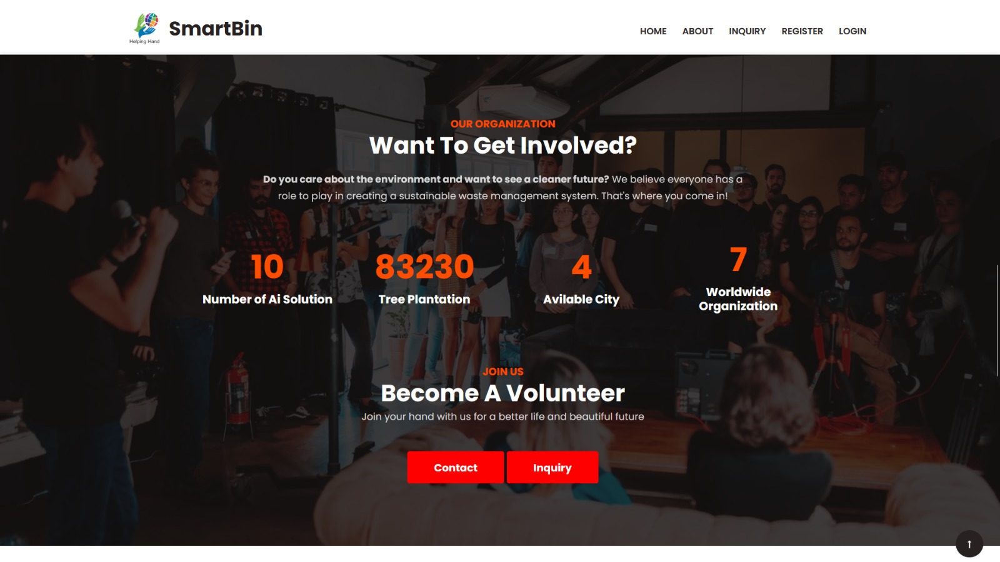 SmartBin
Helping Hand
HOME ABOUT INQUIRY REGISTER LOGIN
OUR ORGANIZATION
Want To Get Involved?
Do you care about the environment and want to see a cleaner future? We believe everyone has a
role to play in creating a sustainable waste management system. That's where you come in!
10
Number of Ai Solution
83230
Tree Plantation
4
Avilable City
7
Worldwide
Organization
JOIN US
Become A Volunteer
Join your hand with us for a better life and beautiful future
Contact
Inquiry